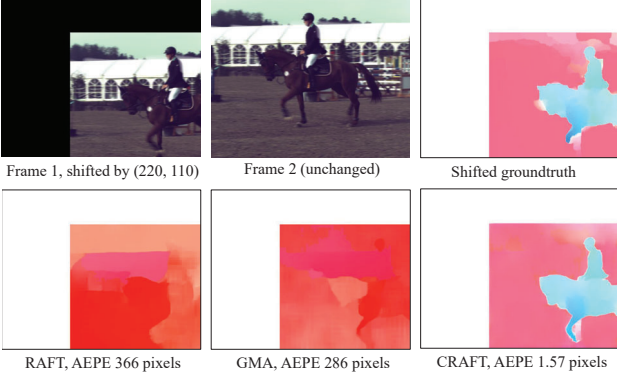 Frame 1, shifted by (220, 110)
Frame 2 (unchanged)
Shifted groundtruth
RAFT, AEPE 366 pixels
GMA, AEPE 286 pixels
CRAFT, AEPE 1.57 pixels